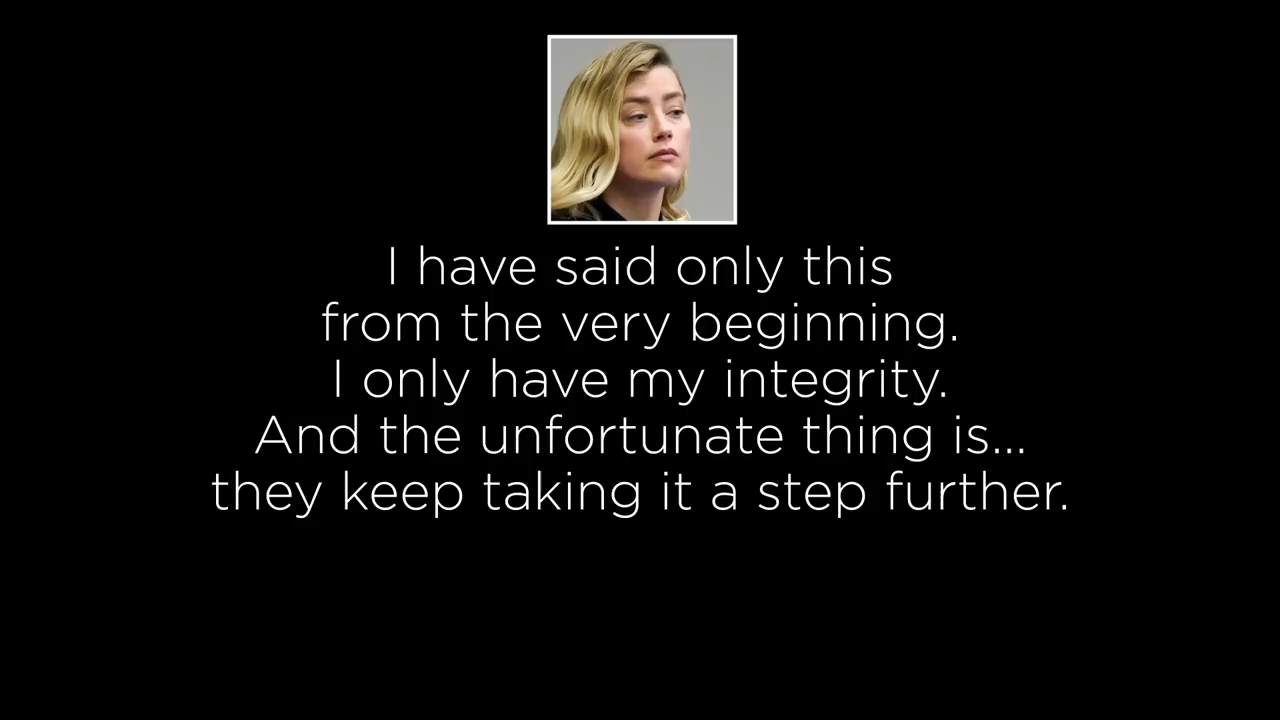 I have said only this
from the very beginning.
I only have my integrity.
And the unfortunate thing is...
they keep taking it a step further.